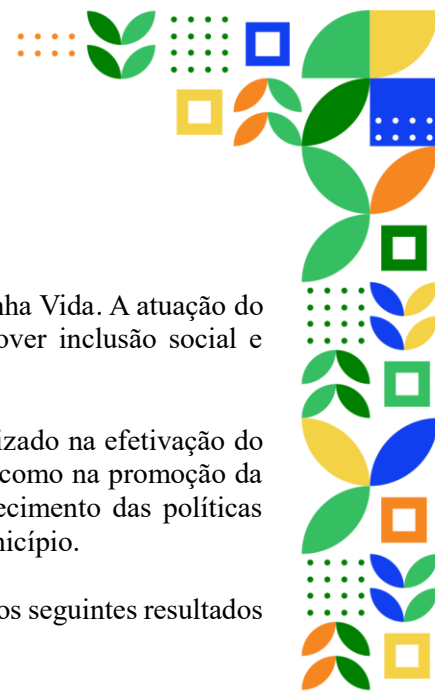 nha Vida. A atuação do
over inclusão social e
izado na efetivação do
como na promoção da
ecimento das políticas
nicípio.
os seguintes resultados